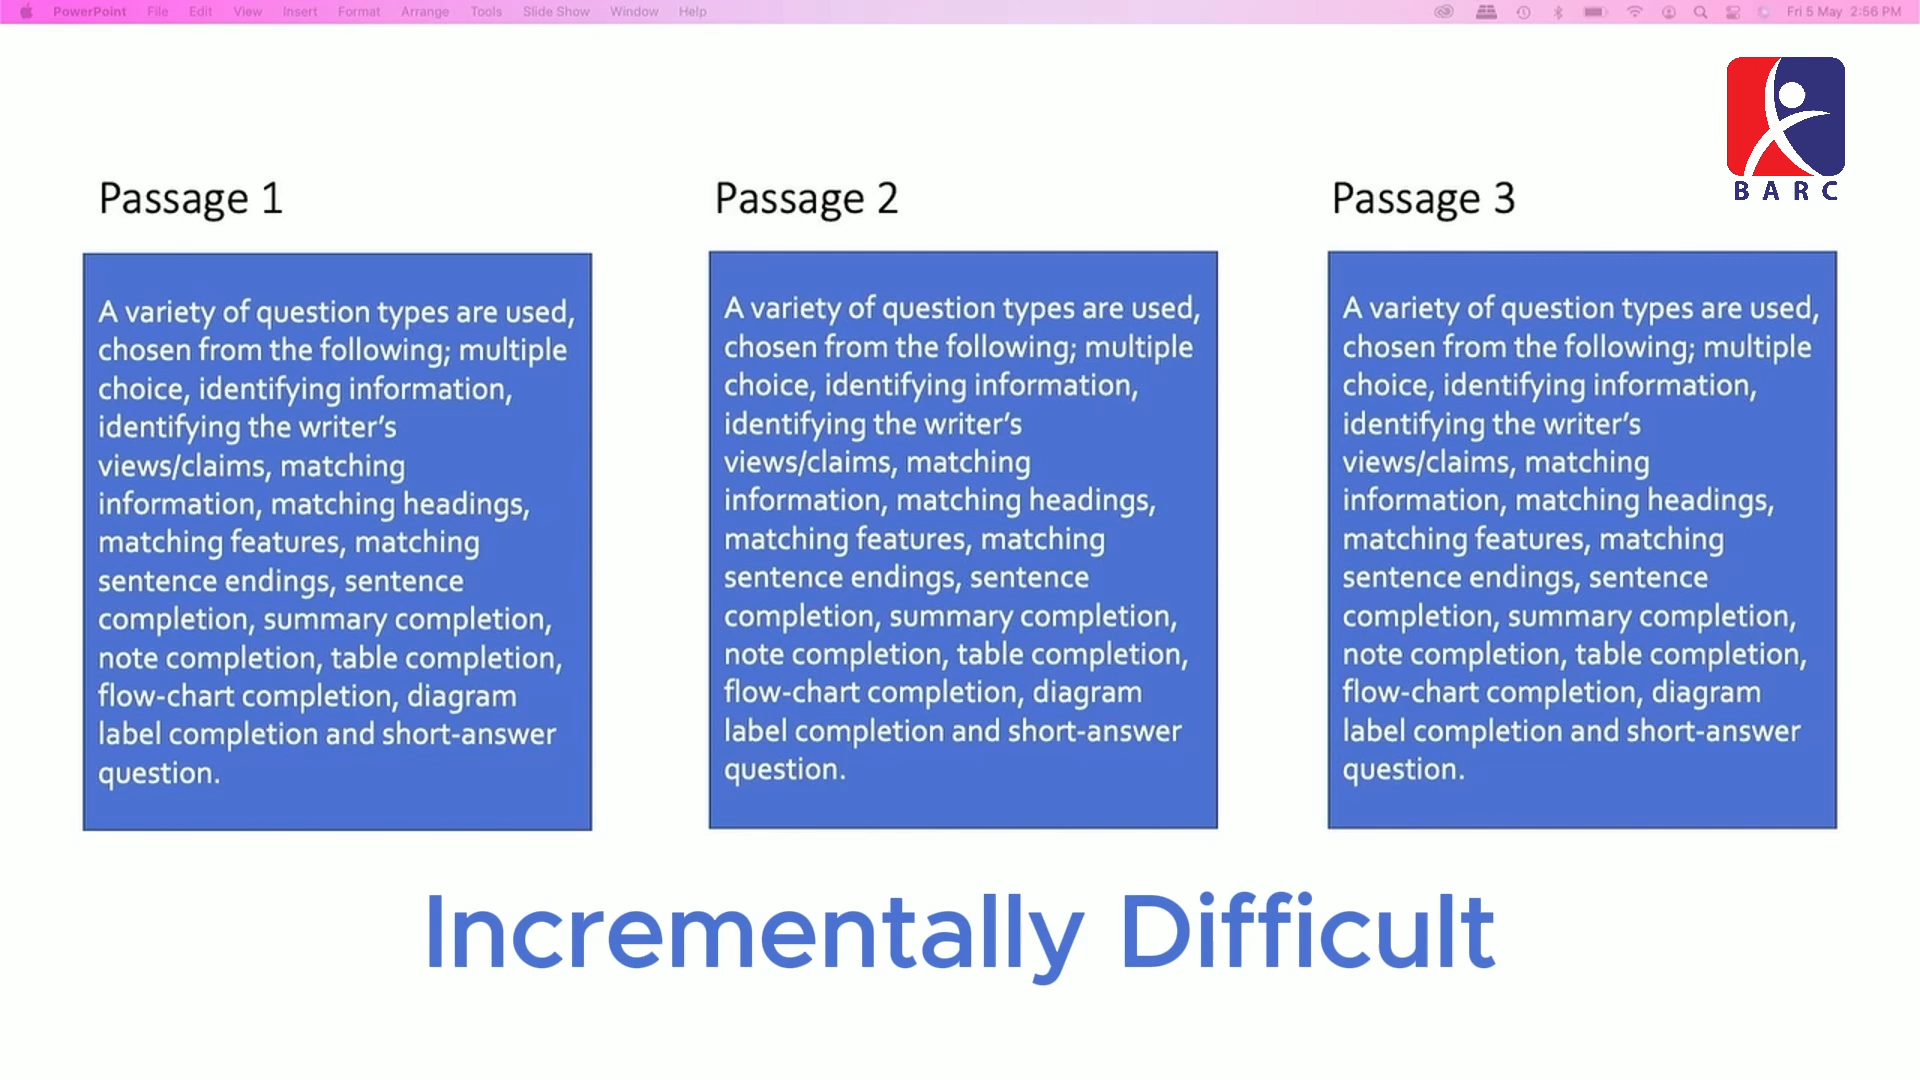 PowerPoint File Edit View Insert Format Arrange Tools Slide Show Window Help Fri 5 May 2:56 PM
BARC
Passage 1
A variety of question types are used,
chosen from the following; multiple
choice, identifying information,
identifying the writer’s
views/claims, matching
information, matching headings,
matching features, matching
sentence endings, sentence
completion, summary completion,
note completion, table completion,
flow-chart completion, diagram
label completion and short-answer
question.
Passage 2
A variety of question types are used,
chosen from the following; multiple
choice, identifying information,
identifying the writer’s
views/claims, matching
information, matching headings,
matching features, matching
sentence endings, sentence
completion, summary completion,
note completion, table completion,
flow-chart completion, diagram
label completion and short-answer
question.
Passage 3
A variety of question types are used,
chosen from the following; multiple
choice, identifying information,
identifying the writer’s
views/claims, matching
information, matching headings,
matching features, matching
sentence endings, sentence
completion, summary completion,
note completion, table completion,
flow-chart completion, diagram
label completion and short-answer
question.
Incrementally Difficult